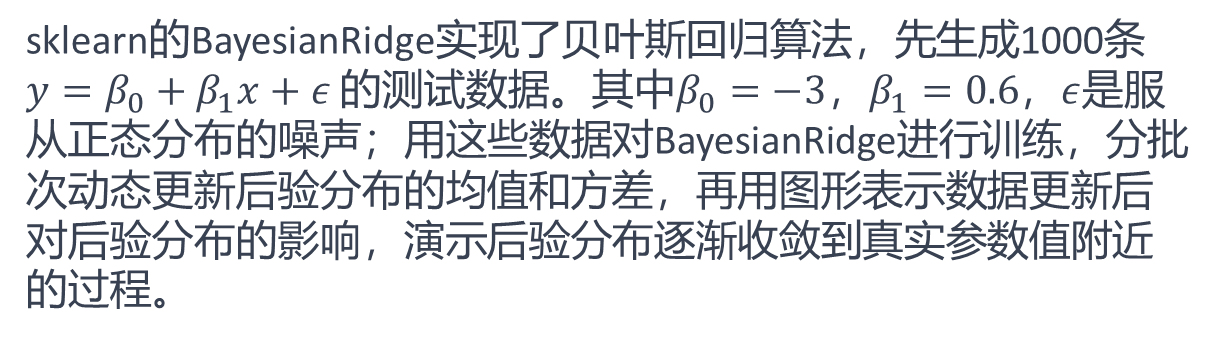 sklearn的BayesianRidge实现了贝叶斯回归算法，先生成1000条
𝑦 = 𝛽₀ + 𝛽₁𝑥 + 𝜖 的测试数据。其中𝛽₀ = −3，𝛽₁ = 0.6，𝜖是服
从正态分布的噪声；用这些数据对BayesianRidge进行训练，分批
次动态更新后验分布的均值和方差，再用图形表示数据更新后
对后验分布的影响，演示后验分布逐渐收敛到真实参数值附近
的过程。